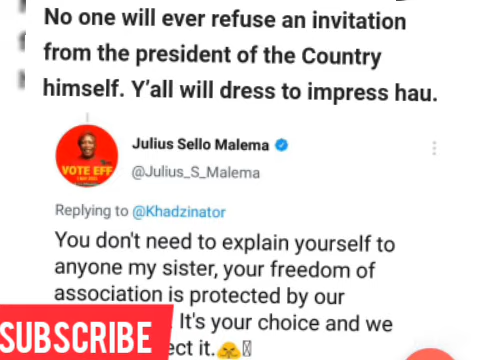 No one will ever refuse an invitation
from the president of the Country
himself. Y'all will dress to impress hau.
Julius Sello Malema
@Julius_S_Malema
VOTE EFF
Replying to @Khadzinator
You don't need to explain yourself to
anyone my sister, your freedom of
association is protected by our
It's your choice and we
ect it.
SUBSCRIBE